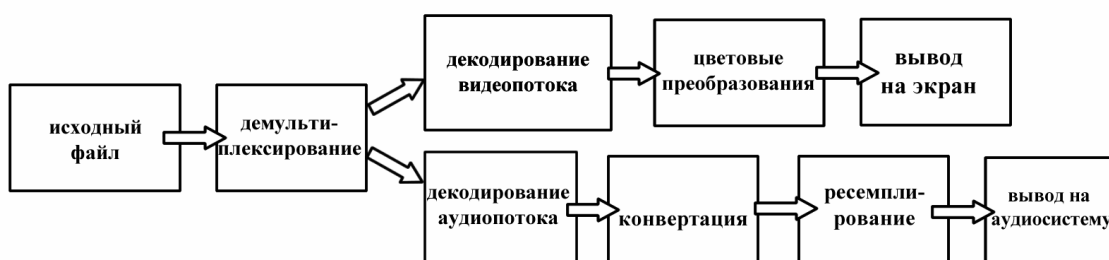 исходный
файл
демульти-
плексирование
декодирование
видеопотока
цветовые
преобразования
вывод
на экран
декодирование
аудиопотока
конвертация
ресемпли-
рование
вывод на
аудиосистему